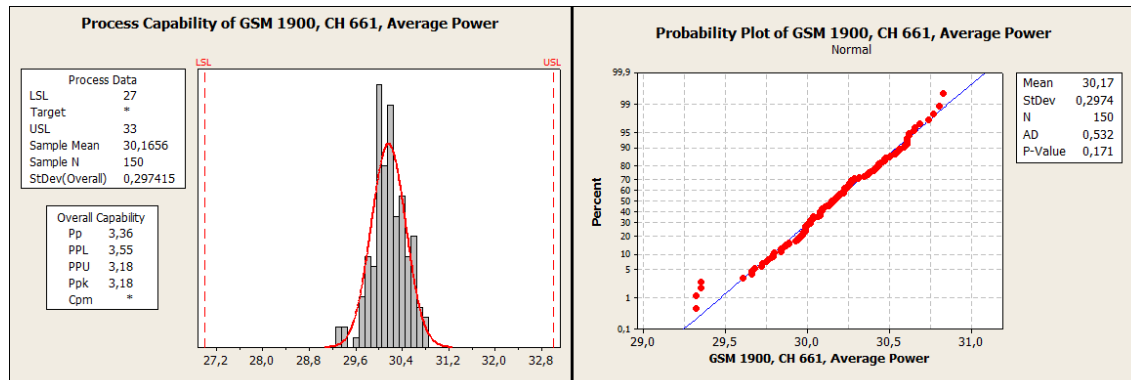 Process Capability of GSM 1900, CH 661, Average Power
LSL
USL
Process Data
LSL 27
Target *
USL 33
Sample Mean 30,1656
Sample N 150
StDev(Overall) 0,297415
Overall Capability
Pp 3,36
PPL 3,55
PPU 3,18
Ppk 3,18
Cpm *
27,2 28,0 28,8 29,6 30,4 31,2 32,0 32,8
Probability Plot of GSM 1900, CH 661, Average Power
Normal
Percent
99,9
99
95
90
80
70
60
50
40
30
20
10
5
1
0,1
29,0 29,5 30,0 30,5 31,0
GSM 1900, CH 661, Average Power
Mean 30,17
StDev 0,2974
N 150
AD 0,532
P-Value 0,171